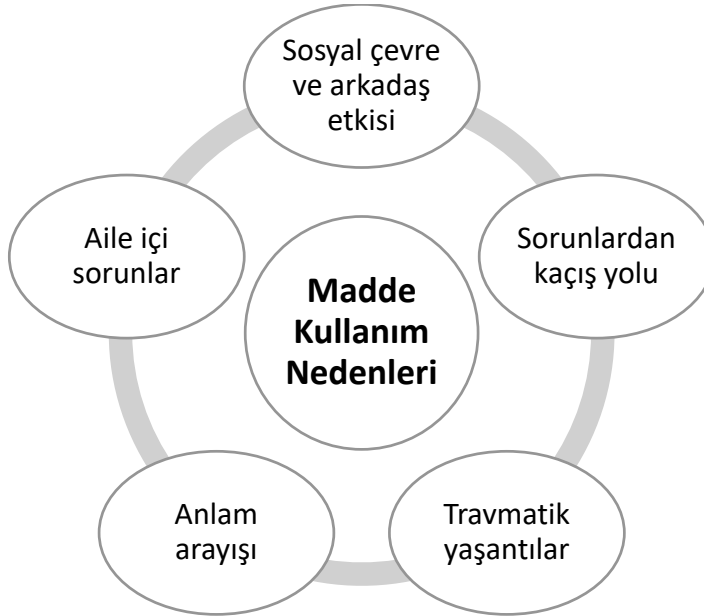 Sosyal çevre
ve arkadaş
etkisi
Sorunlardan
kaçış yolu
Travmatik
yaşantılar
Anlam
arayışı
Aile içi
sorunlar
Madde
Kullanım
Nedenleri